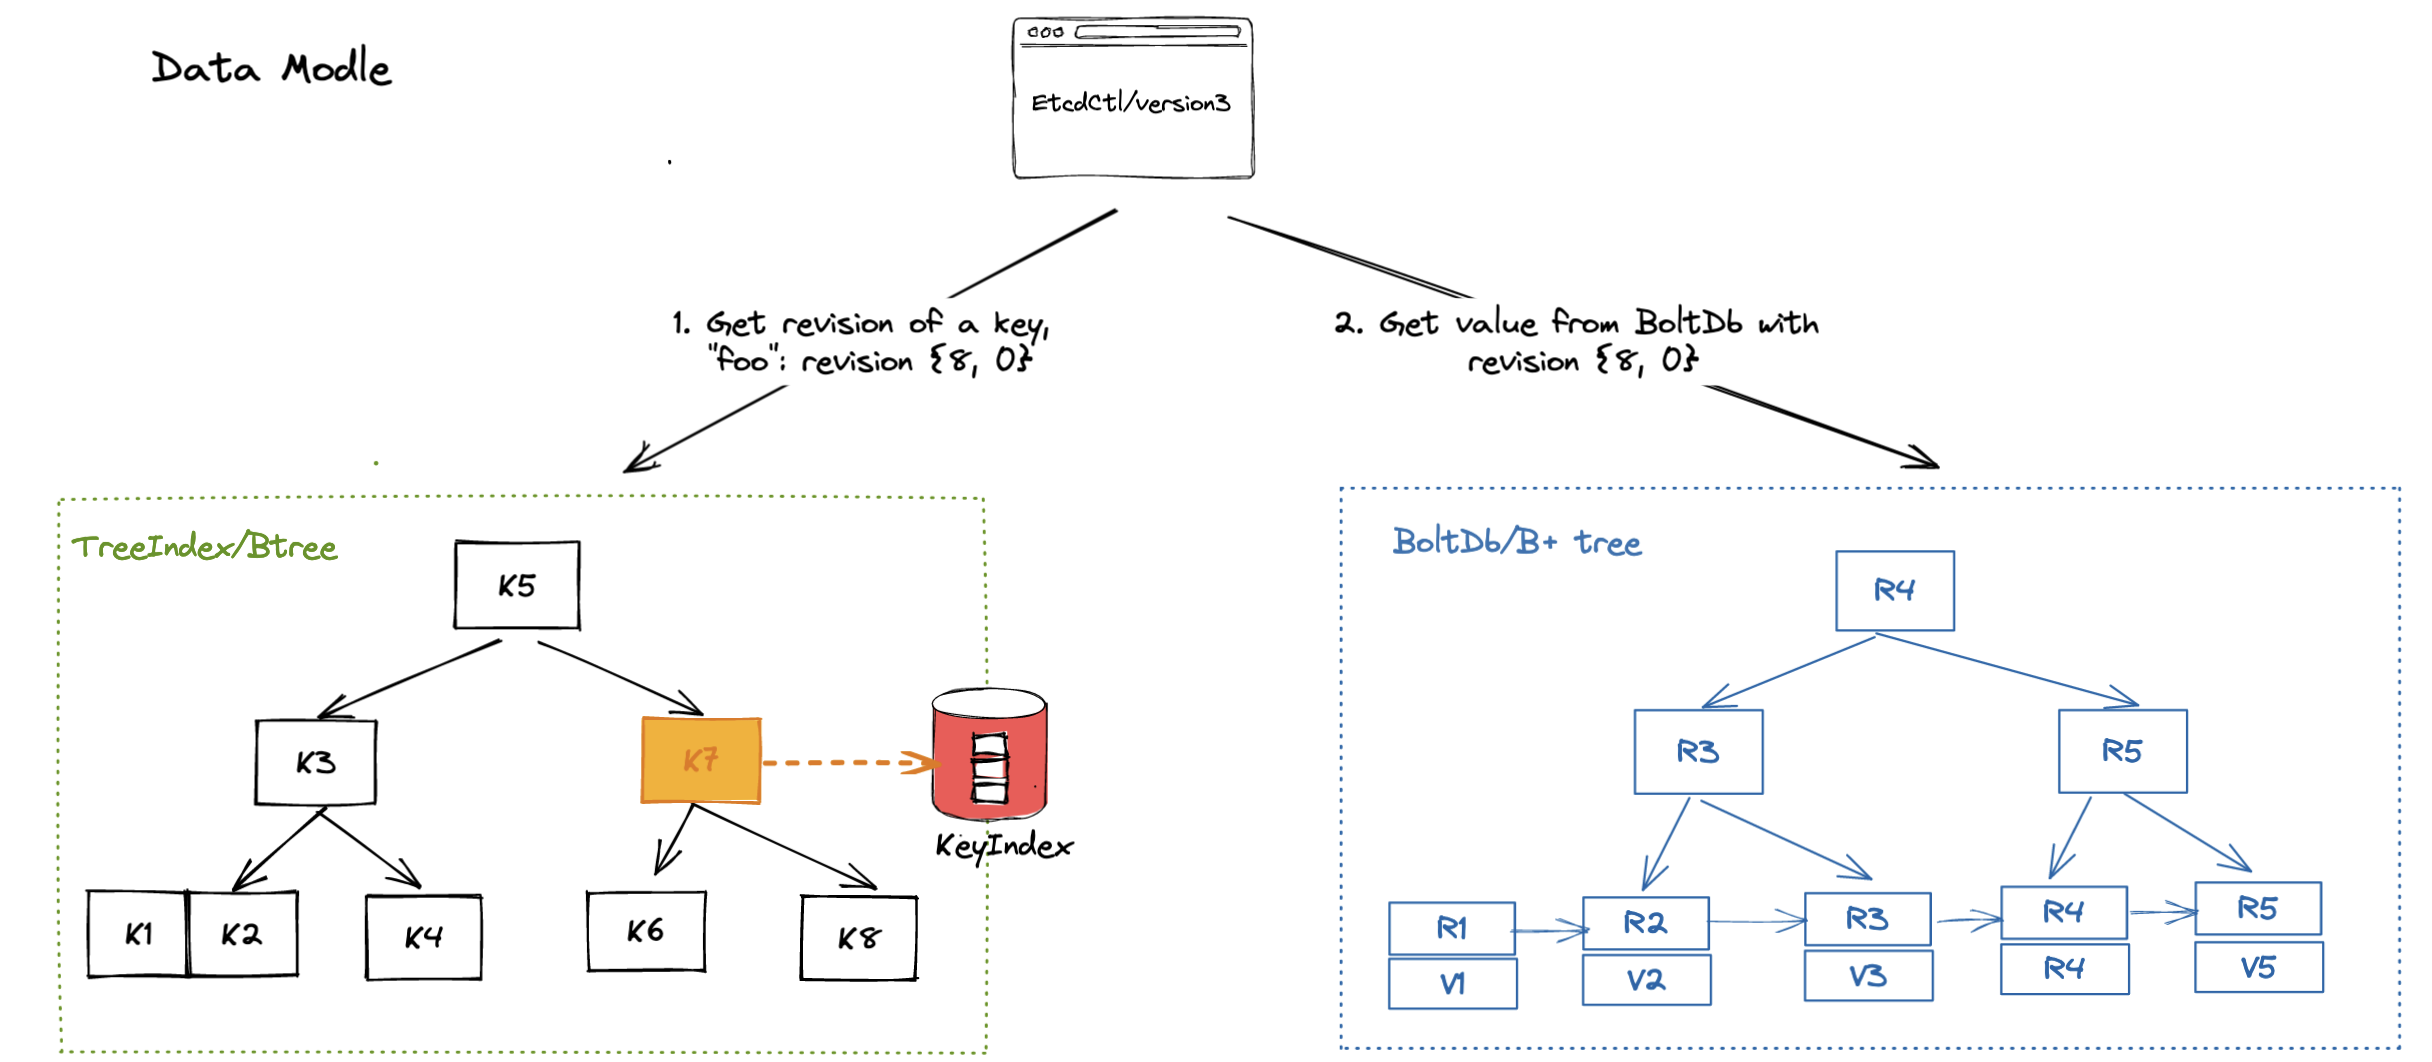 Data Modle
EtcdCtl/version3
1. Get revision of a key,
"foo": revision {8, 0}
2. Get value from BoltDb with
revision {8, 0}
TreeIndex/Btree
K5
K3
K7
KeyIndex
K1
K2
K4
K6
K8
BoltDb/B+ tree
R4
R3
R5
R1
R2
R3
R4
R5
V1
V2
V3
R4
V5